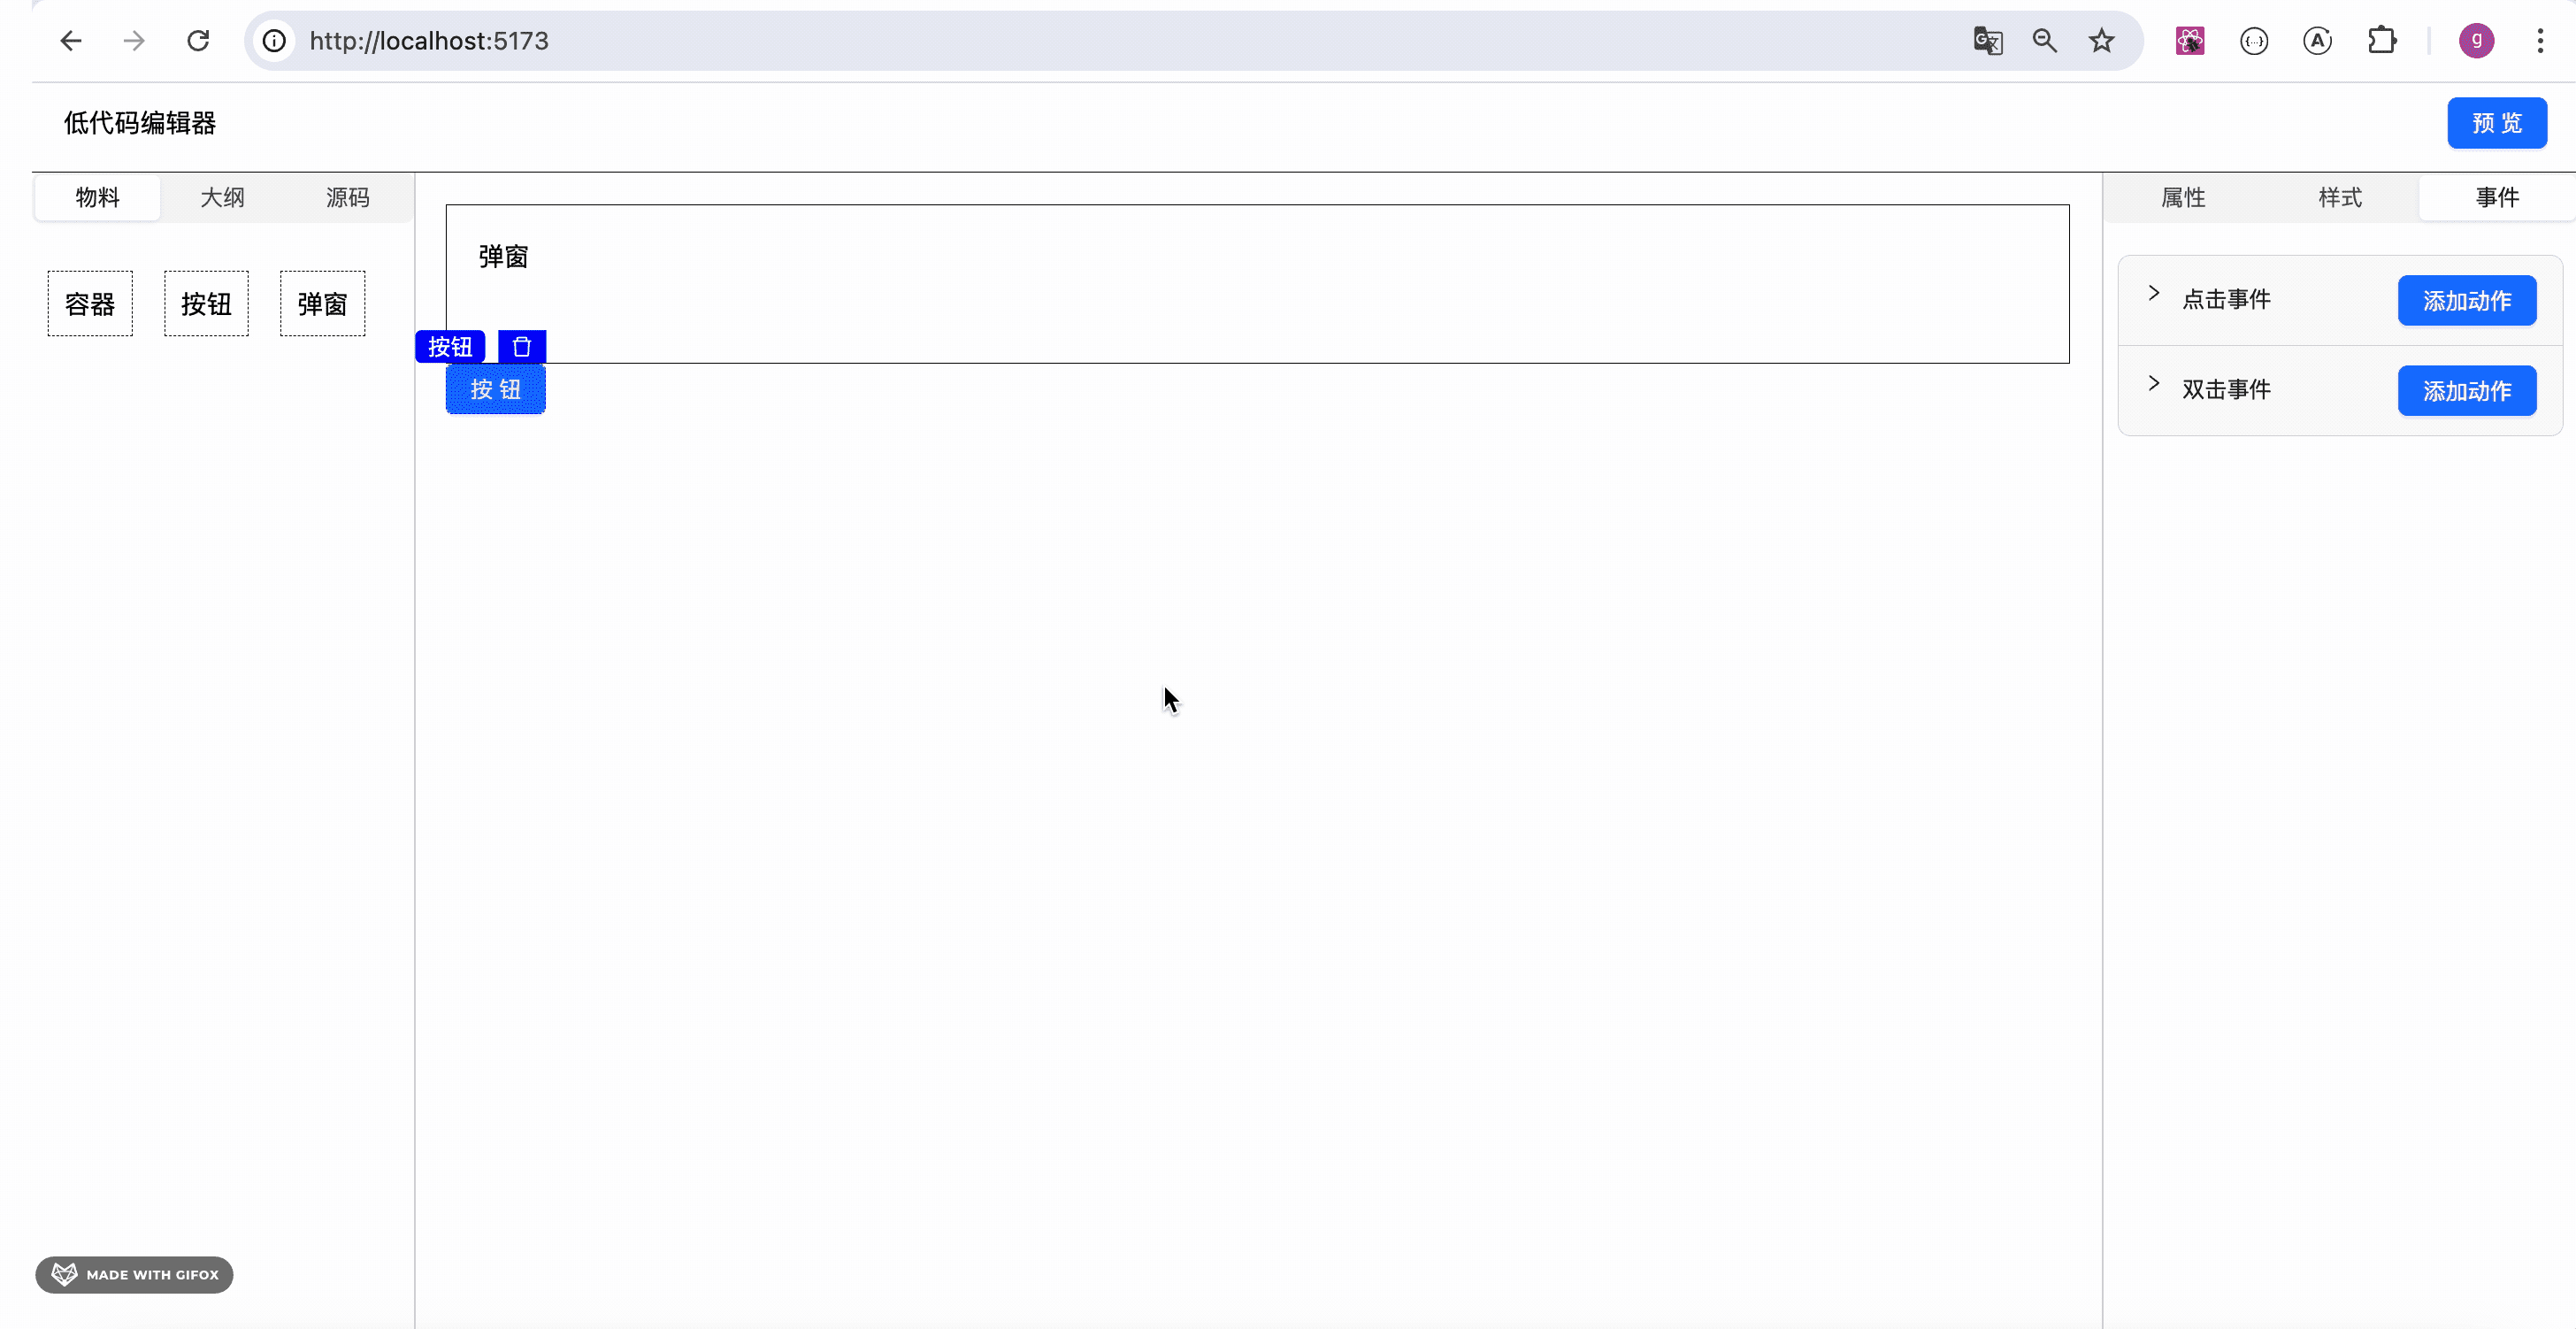 http://localhost:5173
g
低代码编辑器
预 览
物料 大纲 源码
属性 样式 事件
容器 按钮 弹窗
弹窗
按钮
按 钮
点击事件 添加动作
双击事件 添加动作
MADE WITH GIFOX